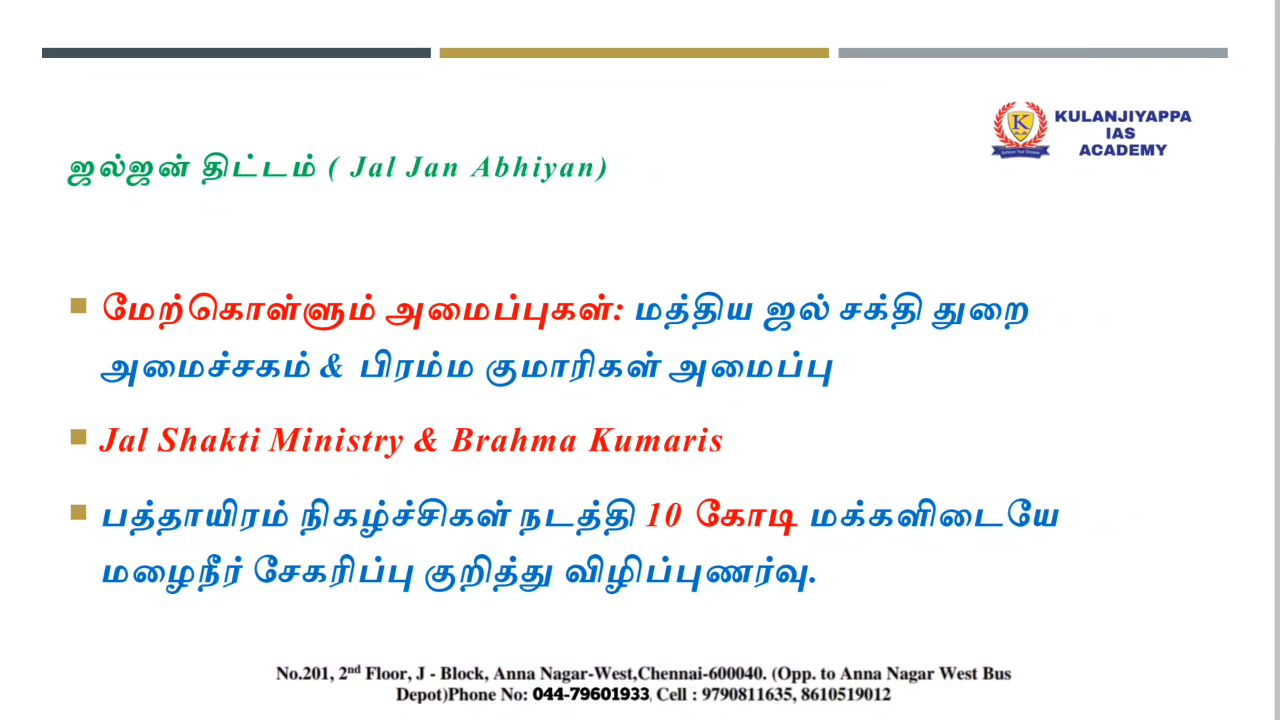 KULANJIYAPPA
IAS
ACADEMY
ஜல்ஜன் திட்டம் ( Jal Jan Abhiyan)
மேற்கொள்ளும் அமைப்புகள்: மத்திய ஜல் சக்தி துறை
அமைச்சகம் & பிரம்ம குமாரிகள் அமைப்பு
Jal Shakti Ministry & Brahma Kumaris
பத்தாயிரம் நிகழ்ச்சிகள் நடத்தி 10 கோடி மக்களிடையே
மழைநீர் சேகரிப்பு குறித்து விழிப்புணர்வு.
No.201, 2nd Floor, J - Block, Anna Nagar-West,Chennai-600040. (Opp. to Anna Nagar West Bus
Depot)Phone No: 044-79601933, Cell : 9790811635, 8610519012